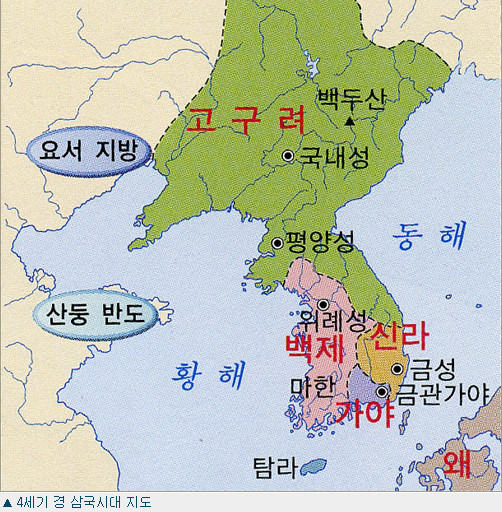 백두산
고구려
요서 지방
국내성
동해
평양성
산둥 반도
위례성
신라
백제
황해
금성
마한
금관가야
가야
탐라
왜
▲ 4세기 경 삼국시대 지도